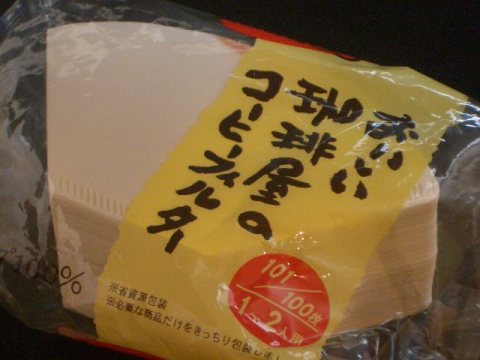 おいしい
珈琲屋の
コーヒーフィルター
101/100枚
1~2人用
※省資源包装
※必要な商品だけをきっちり包装しまし